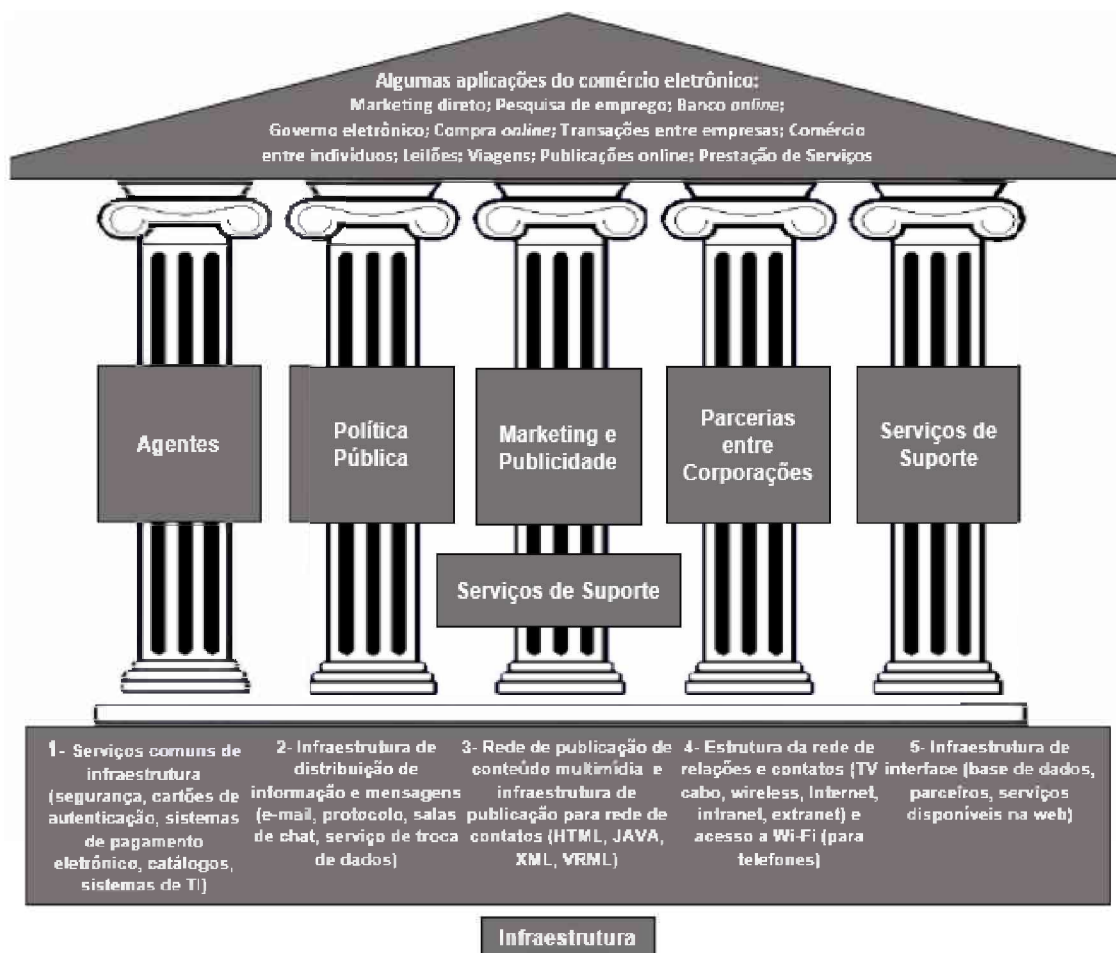 Algumas aplicações do comércio eletrônico:
Marketing direto; Pesquisa de emprego; Banco online;
Governo eletrônico; Compra online; Transações entre empresas; Comércio
entre indivíduos; Leilões; Viagens; Publicações online; Prestação de Serviços
Agentes
Política
Pública
Marketing e
Publicidade
Parcerias
entre
Corporações
Serviços de
Suporte
Serviços de Suporte
1- Serviços comuns de
infraestrutura
(segurança, cartões de
autenticação, sistemas
de pagamento
eletrônico, catálogos,
sistemas de TI)
2- Infraestrutura de
distribuição de
informação e mensagens
(e-mail, protocolo, salas
de chat, serviço de troca
de dados)
3- Rede de publicação de
conteúdo multimídia e
infraestrutura de
publicação para rede de
contatos (HTML, JAVA,
XML, VRML)
4- Estrutura da rede de
relações e contatos (TV
cabo, wireless, Internet,
intranet, extranet) e
acesso a Wi-Fi (para
telefones)
5- Infraestrutura de
interface (base de dados,
parceiros, serviços
disponíveis na web)
Infraestrutura